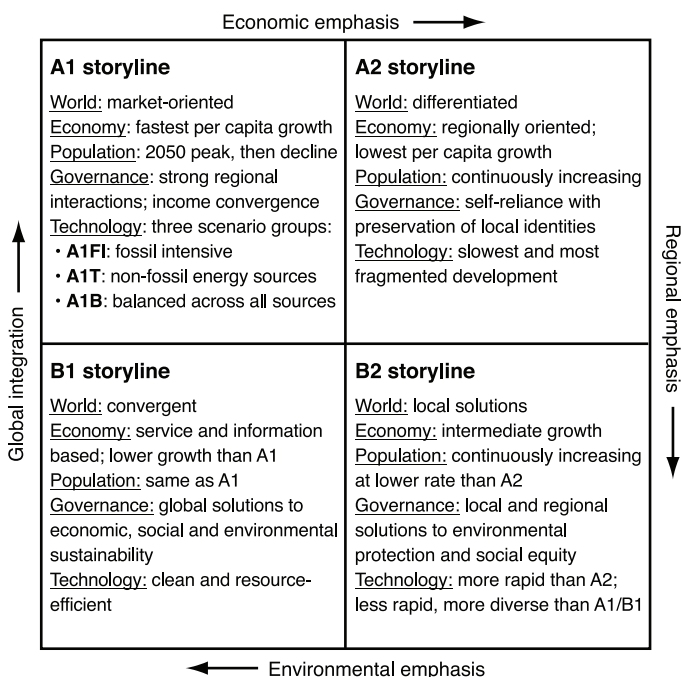 Economic emphasis
A1 storyline
World: market-oriented
Economy: fastest per capita growth
Population: 2050 peak, then decline
Governance: strong regional
interactions; income convergence
Technology: three scenario groups:
• A1FI: fossil intensive
• A1T: non-fossil energy sources
• A1B: balanced across all sources
A2 storyline
World: differentiated
Economy: regionally oriented;
lowest per capita growth
Population: continuously increasing
Governance: self-reliance with
preservation of local identities
Technology: slowest and most
fragmented development
Global integration
Regional emphasis
B1 storyline
World: convergent
Economy: service and information
based; lower growth than A1
Population: same as A1
Governance: global solutions to
economic, social and environmental
sustainability
Technology: clean and resource-
efficient
B2 storyline
World: local solutions
Economy: intermediate growth
Population: continuously increasing
at lower rate than A2
Governance: local and regional
solutions to environmental
protection and social equity
Technology: more rapid than A2;
less rapid, more diverse than A1/B1
Environmental emphasis